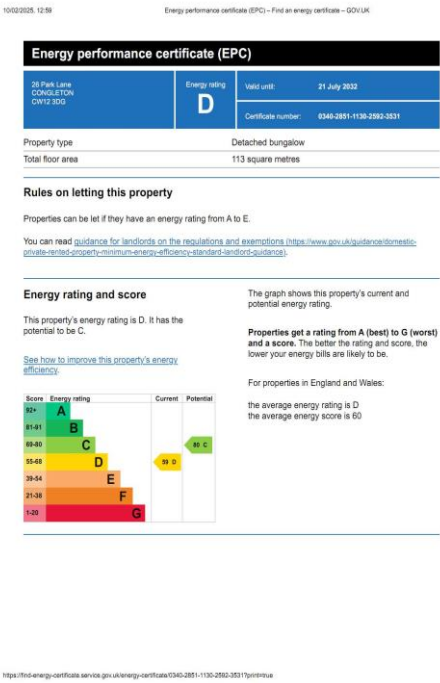 10/02/2025, 12:59
Energy performance certificate (EPC) – Find an energy certificate – GOV.UK
Energy performance certificate (EPC)
26 Park Lane
CONGLETON
CW12 3DG
Energy rating
D
Valid until:
21 July 2032
Certificate number:
0340-2851-1130-2592-3531
Property type
Detached bungalow
Total floor area
113 square metres
Rules on letting this property
Properties can be let if they have an energy rating from A to E.
You can read guidance for landlords on the regulations and exemptions (https://www.gov.uk/guidance/domestic-
private-rented-property-minimum-energy-efficiency-standard-landlord-guidance).
Energy rating and score
This property's energy rating is D. It has the
potential to be C.
See how to improve this property's energy
efficiency.
Score Energy rating Current Potential
92+ A
81-91 B
69-80 C 80 C
55-68 D 59 D
39-54 E
21-38 F
1-20 G
The graph shows this property's current and
potential energy rating.
Properties get a rating from A (best) to G (worst)
and a score. The better the rating and score, the
lower your energy bills are likely to be.
For properties in England and Wales:
the average energy rating is D
the average energy score is 60
https://find-energy-certificate.service.gov.uk/energy-certificate/0340-2851-1130-2592-3531?print=true